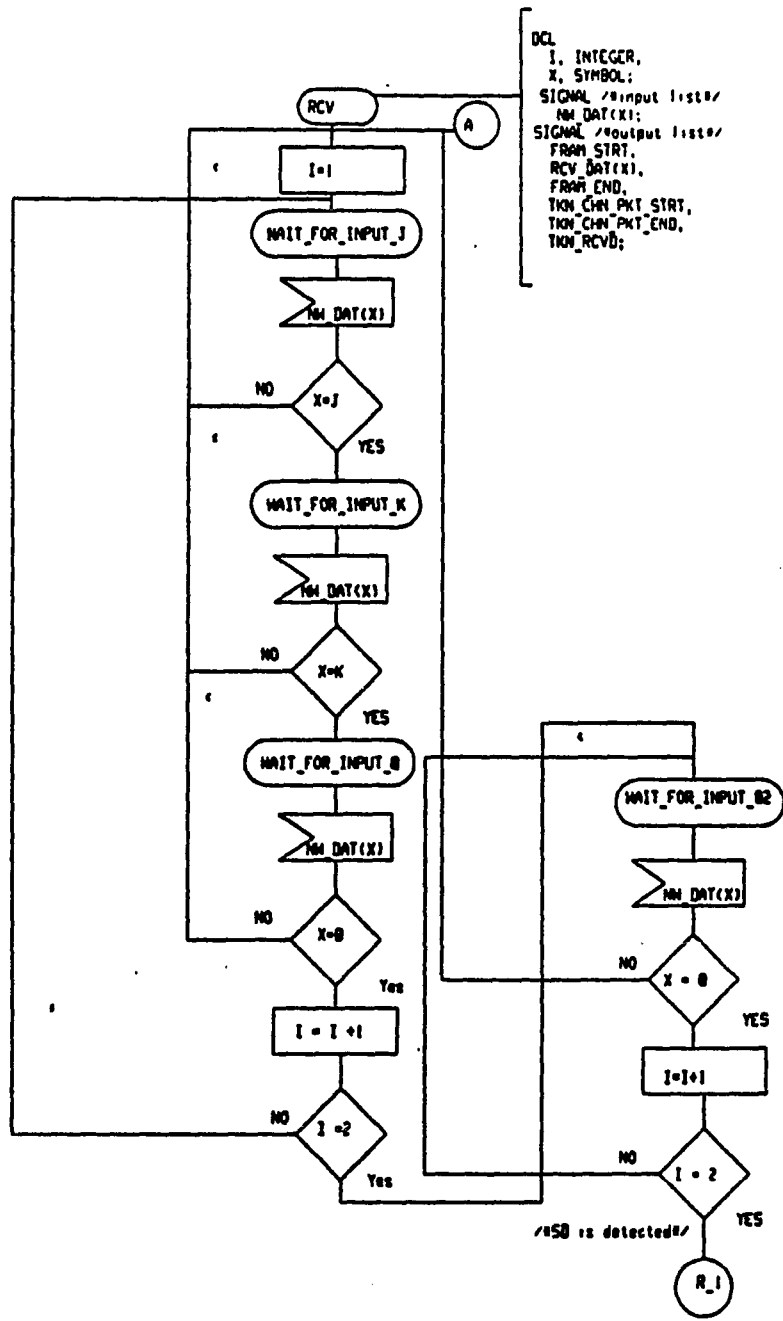 DCL
I, INTEGER,
X, SYMBOL;
SIGNAL /*input list*/
NW_DAT(X);
SIGNAL /*output list*/
FRAM_STRT,
RCV_DAT(X),
FRAM_END,
TKN_CHN_PKT_STRT,
TKN_CHN_PKT_END,
TKN_RCVD;
RCV
A
I=1
WAIT_FOR_INPUT_J
NW_DAT(X)
NO
X=J
YES
WAIT_FOR_INPUT_K
NW_DAT(X)
NO
X=K
YES
WAIT_FOR_INPUT_0
NW_DAT(X)
NO
X=0
Yes
I = I +1
NO
I =2
Yes
WAIT_FOR_INPUT_02
NW_DAT(X)
NO
X = 0
YES
I=I+1
NO
I = 2
YES
/*SD is detected*/
R_1